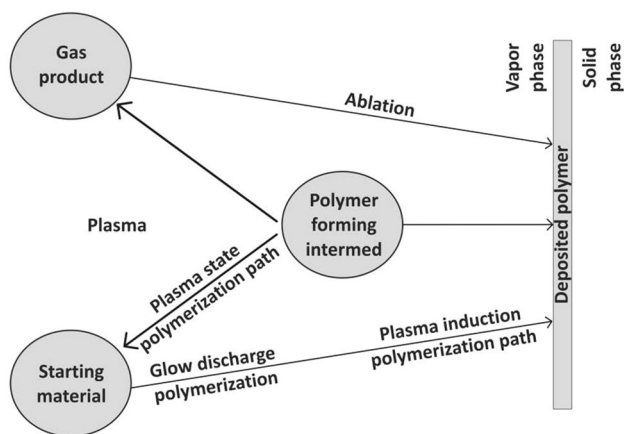 Gas
product
Ablation
Vapor
phase
Solid
phase
Plasma
Polymer
forming
intermed
Deposited polymer
Plasma state
polymerization path
Starting
material
Glow discharge
polymerization
Plasma induction
polymerization path